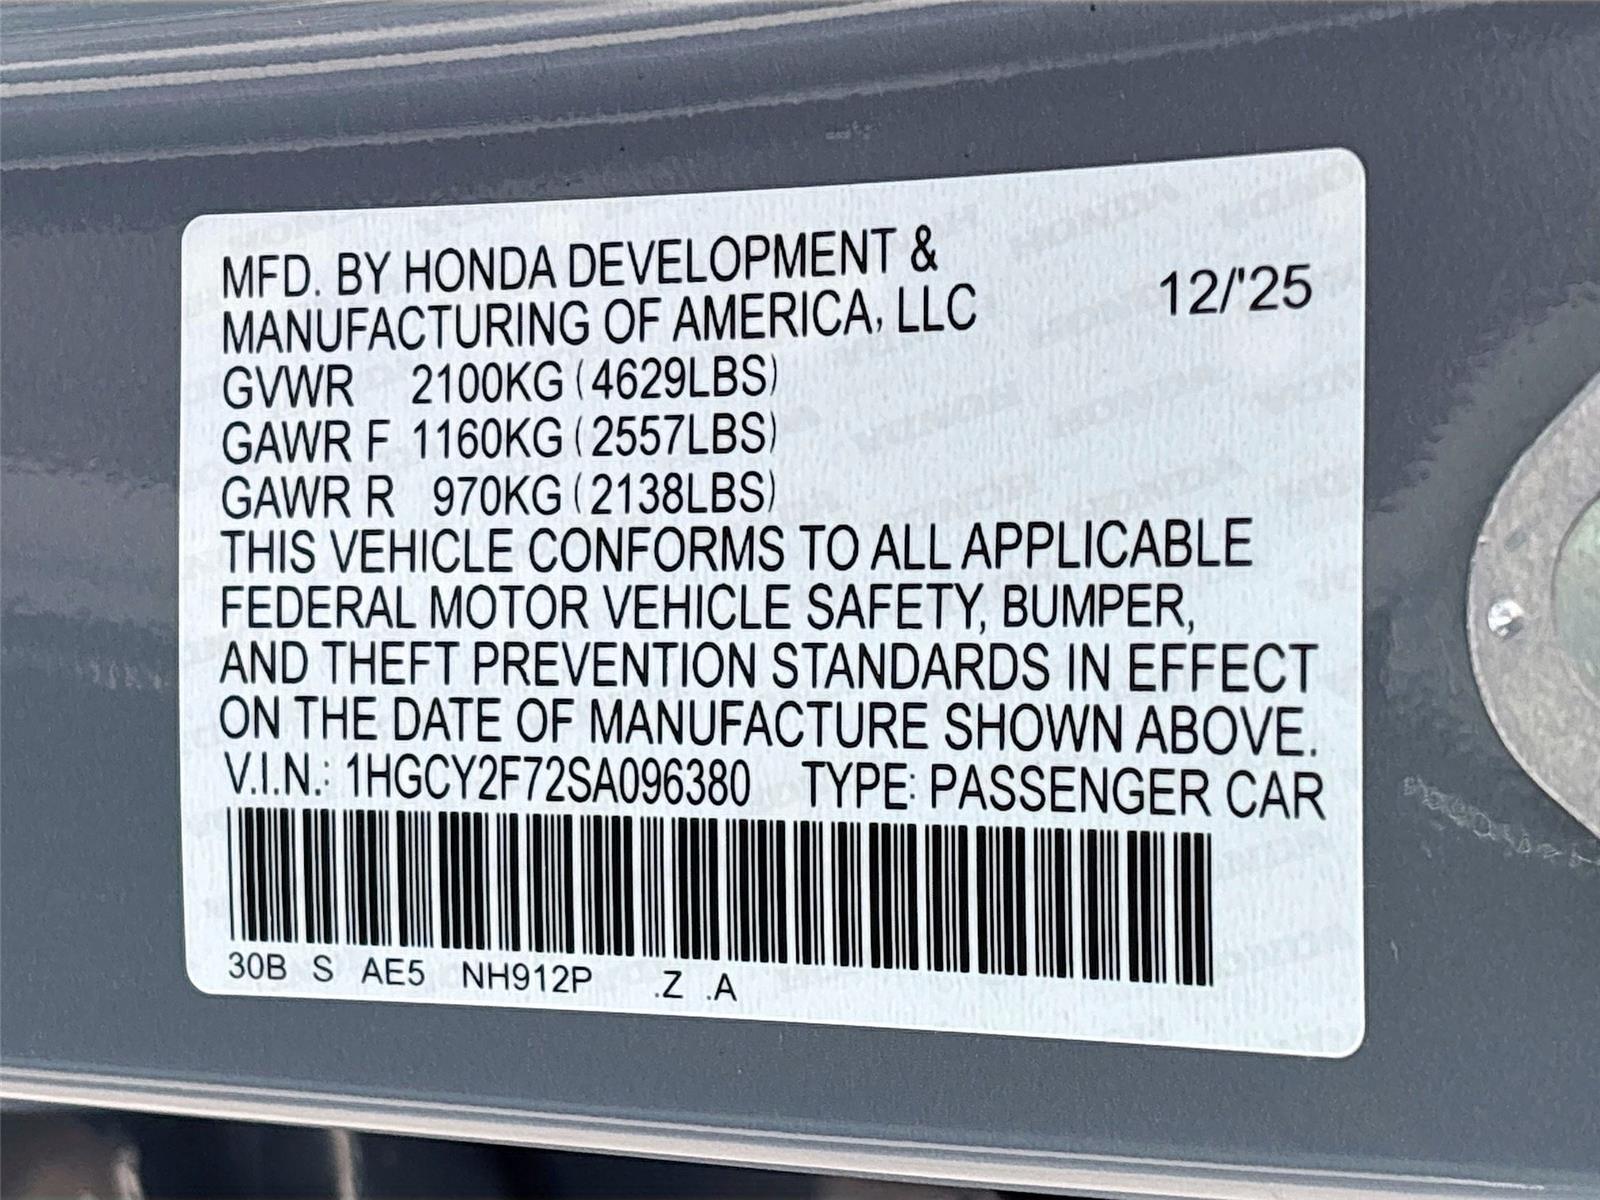 MFD. BY HONDA DEVELOPMENT &
MANUFACTURING OF AMERICA, LLC
12/'25
GVWR 2100KG (4629LBS)
GAWR F 1160KG (2557LBS)
GAWR R 970KG (2138LBS)
THIS VEHICLE CONFORMS TO ALL APPLICABLE
FEDERAL MOTOR VEHICLE SAFETY, BUMPER,
AND THEFT PREVENTION STANDARDS IN EFFECT
ON THE DATE OF MANUFACTURE SHOWN ABOVE.
V.I.N.: 1HGCY2F72SA096380 TYPE: PASSENGER CAR
30B S AE5 NH912P .Z .A